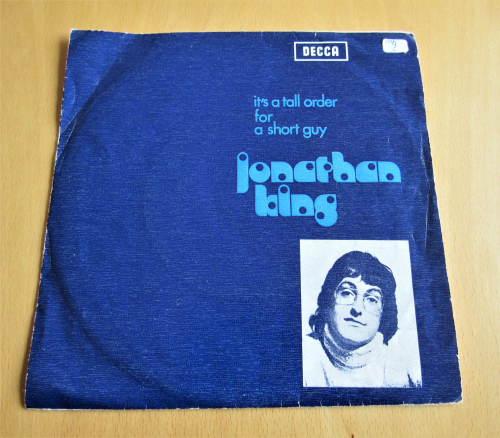 DECCA
it's a tall order
for
a short guy
jonathan
king